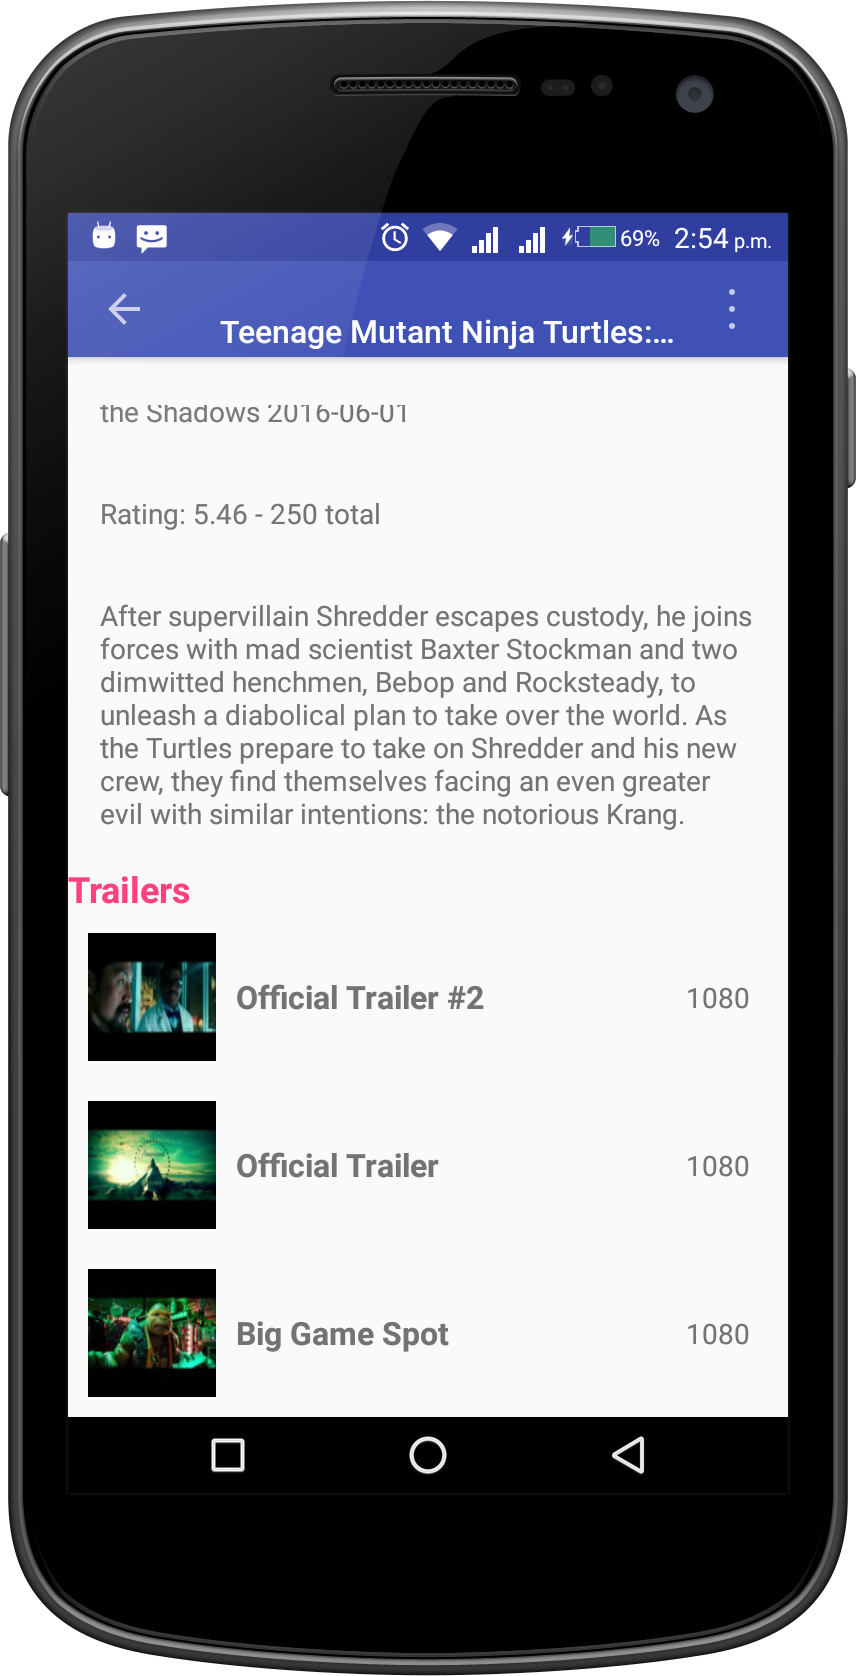 69% 2:54 p.m.
Teenage Mutant Ninja Turtles:...
the Shadows 2016-06-01
Rating: 5.46 - 250 total
After supervillain Shredder escapes custody, he joins
forces with mad scientist Baxter Stockman and two
dimwitted henchmen, Bebop and Rocksteady, to
unleash a diabolical plan to take over the world. As
the Turtles prepare to take on Shredder and his new
crew, they find themselves facing an even greater
evil with similar intentions: the notorious Krang.
Trailers
Official Trailer #2 1080
Official Trailer 1080
Big Game Spot 1080